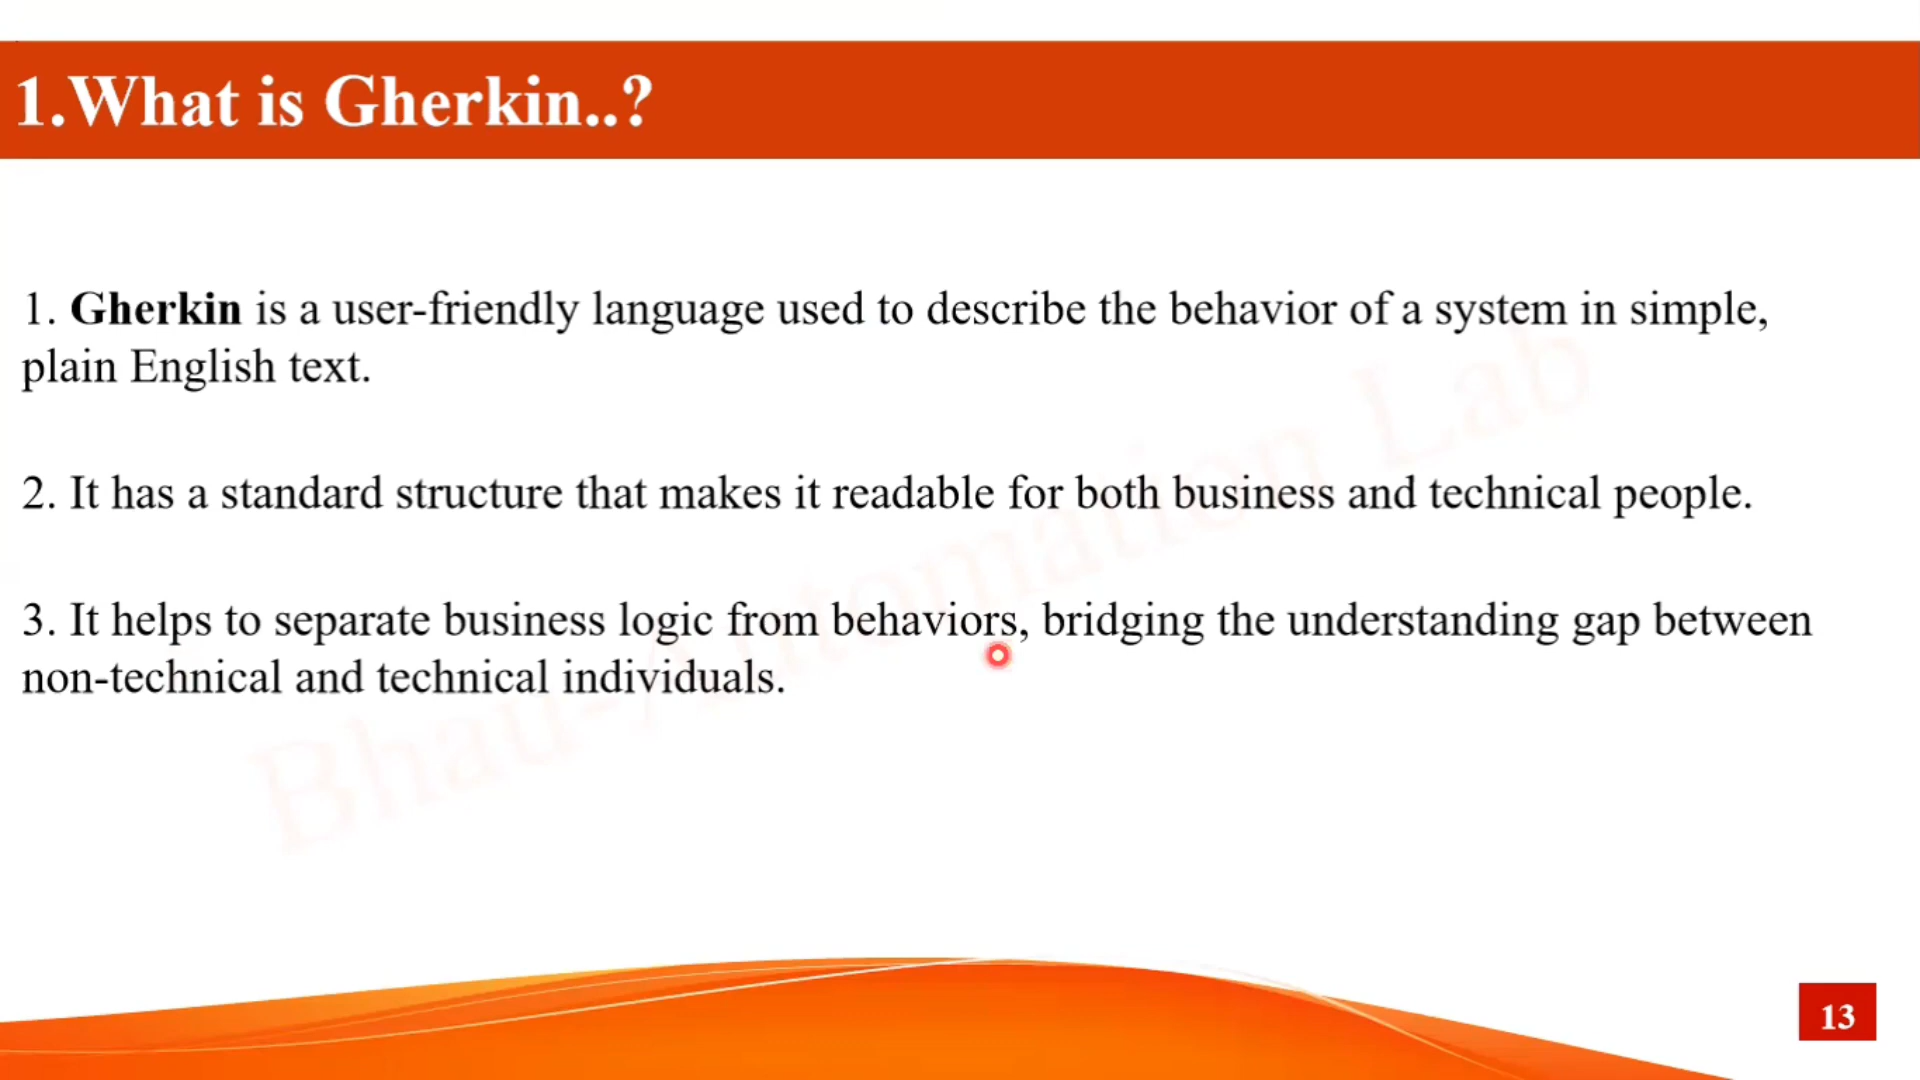 1.What is Gherkin..?
1. Gherkin is a user-friendly language used to describe the behavior of a system in simple,
plain English text.
2. It has a standard structure that makes it readable for both business and technical people.
3. It helps to separate business logic from behaviors, bridging the understanding gap between
non-technical and technical individuals.
Bhau-Automation Lab
13